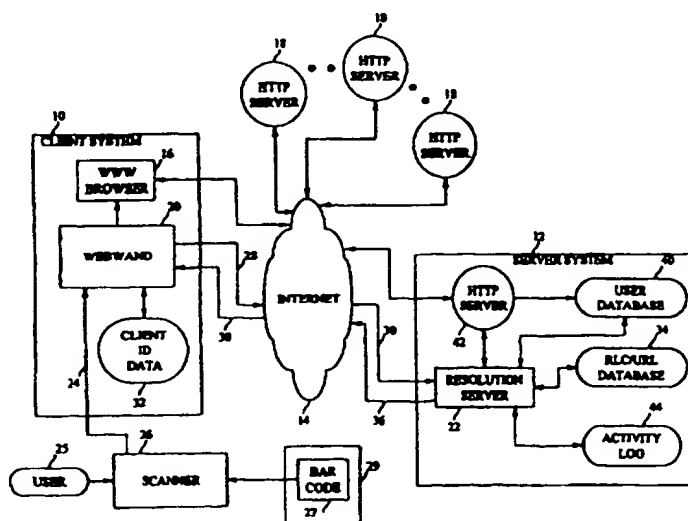 18
HTTP
SERVER
18
HTTP
SERVER
18
HTTP
SERVER
10
CLIENT SYSTEM
16
WWW
BROWSER
20
WEBWAND
28
38
CLIENT
ID
DATA
32
24
INTERNET
14
30
36
12
SERVER SYSTEM
HTTP
SERVER
42
40
USER
DATABASE
34
RLC/URL
DATABASE
RESOLUTION
SERVER
22
44
ACTIVITY
LOG
25
USER
26
SCANNER
BAR
CODE
27
29